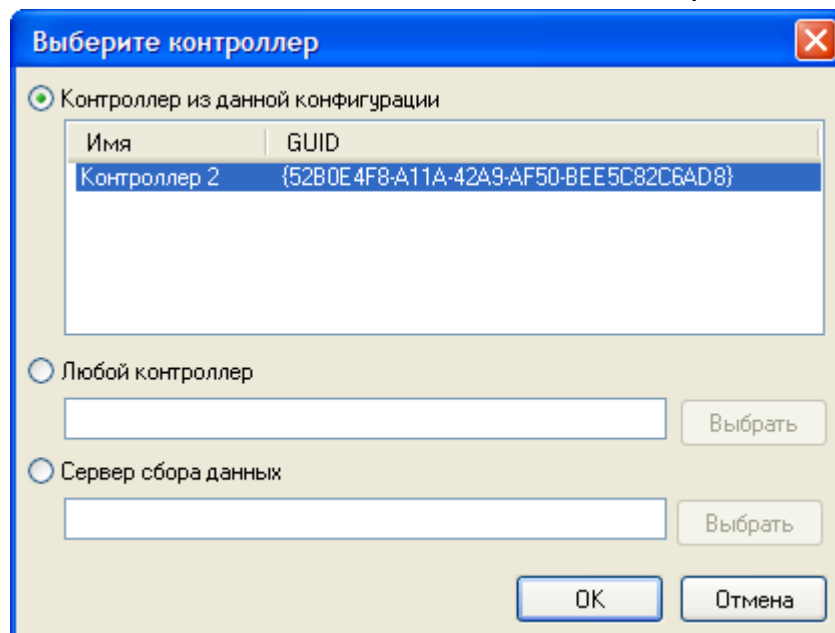 Выберите контроллер
Контроллер из данной конфигурации
Имя GUID
Контроллер 2 {52B0E4F8-A11A-42A9-AF50-BEE5C82C6AD8}
Любой контроллер
Выбрать
Сервер сбора данных
Выбрать
OK Отмена